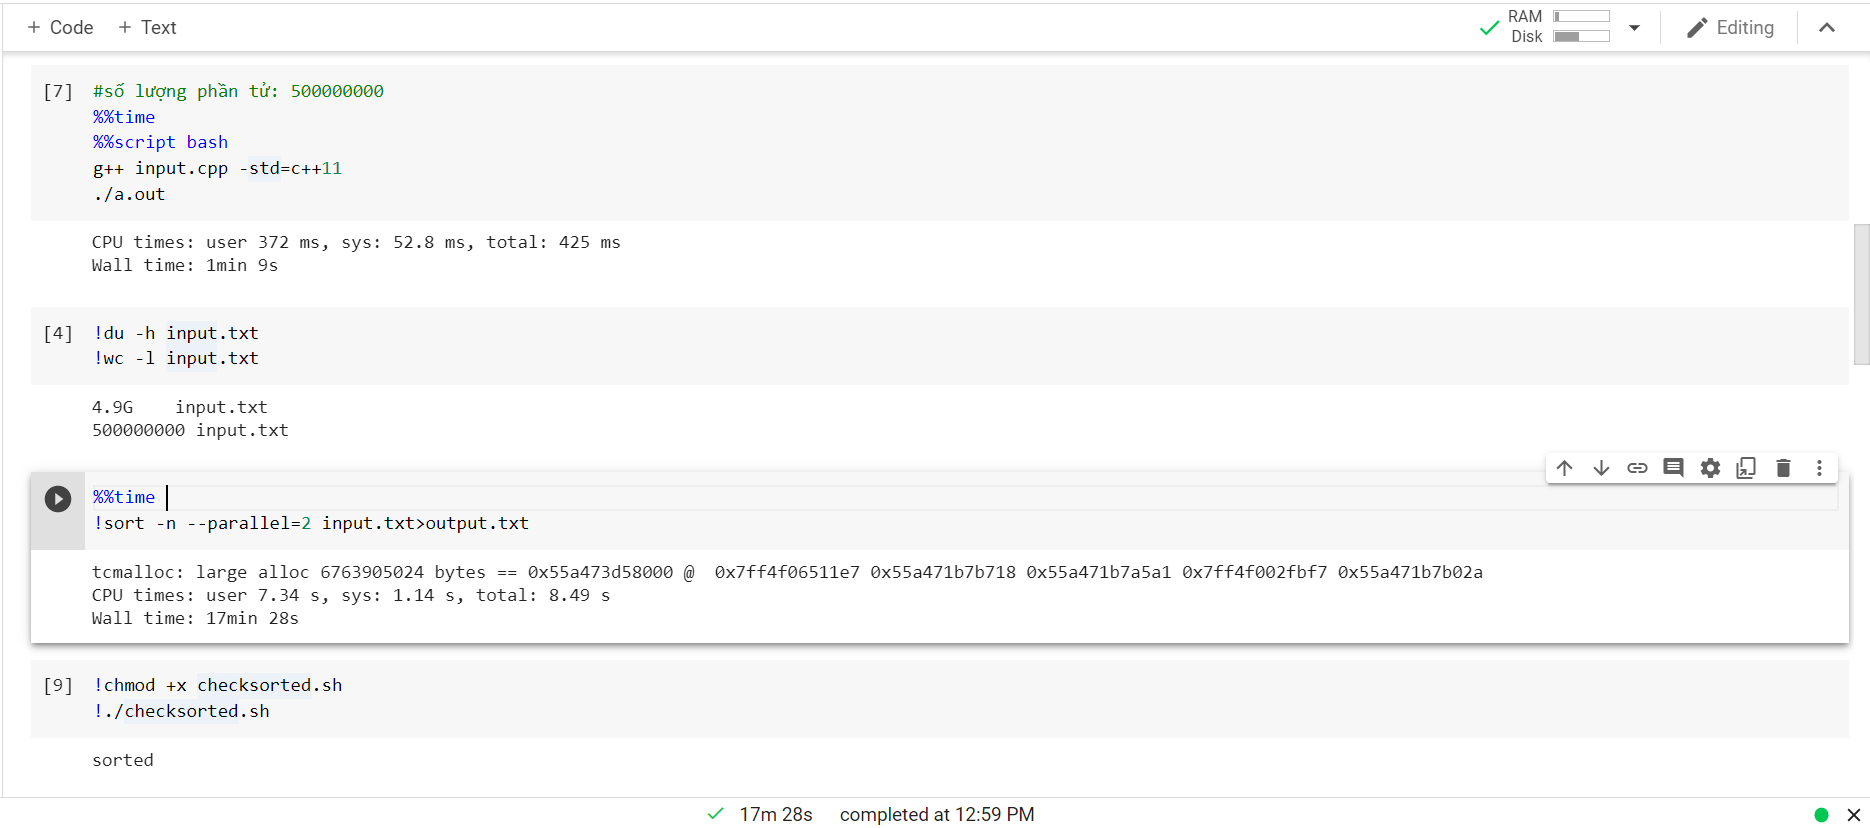 + Code + Text
RAM
Disk
Editing
[7] #số lượng phần tử: 500000000
%%time
%%script bash
g++ input.cpp -std=c++11
./a.out
CPU times: user 372 ms, sys: 52.8 ms, total: 425 ms
Wall time: 1min 9s
[4] !du -h input.txt
!wc -l input.txt
4.9G    input.txt
500000000 input.txt
%%time
!sort -n --parallel=2 input.txt>output.txt
tcmalloc: large alloc 6763905024 bytes == 0x55a473d58000 @  0x7ff4f06511e7 0x55a471b7b718 0x55a471b7a5a1 0x7ff4f002fbf7 0x55a471b7b02a
CPU times: user 7.34 s, sys: 1.14 s, total: 8.49 s
Wall time: 17min 28s
[9] !chmod +x checksorted.sh
!./checksorted.sh
sorted
17m 28s completed at 12:59 PM